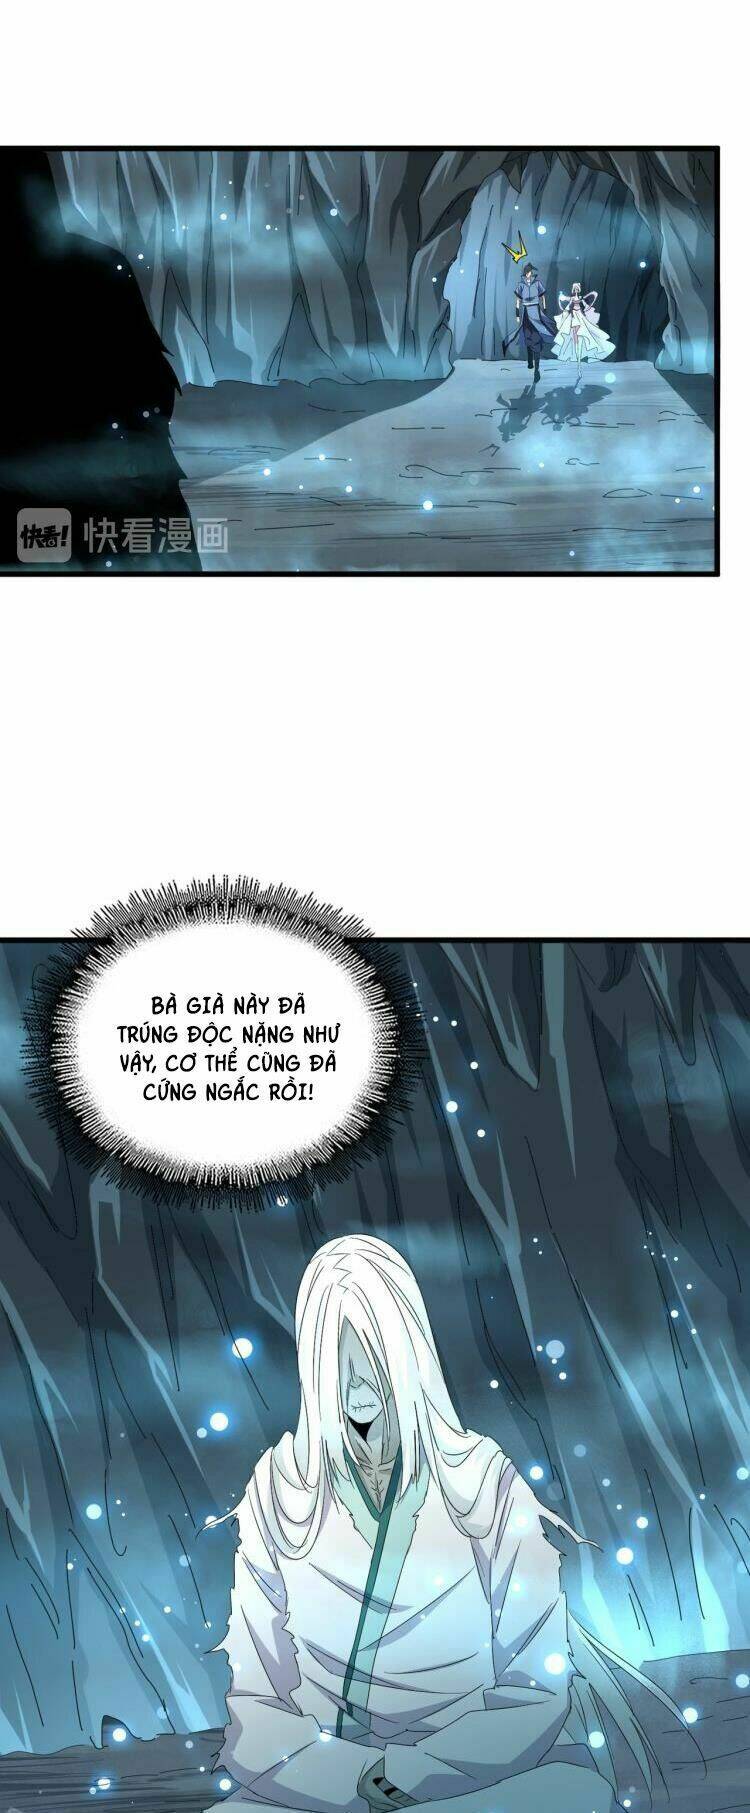 快看! 快看漫画
BÀ GIÀ NÀY ĐÃ
TRÚNG ĐỘC NẶNG NHƯ
VẬY, CƠ THỂ CŨNG ĐÃ
CỨNG NGẮC RỒI!